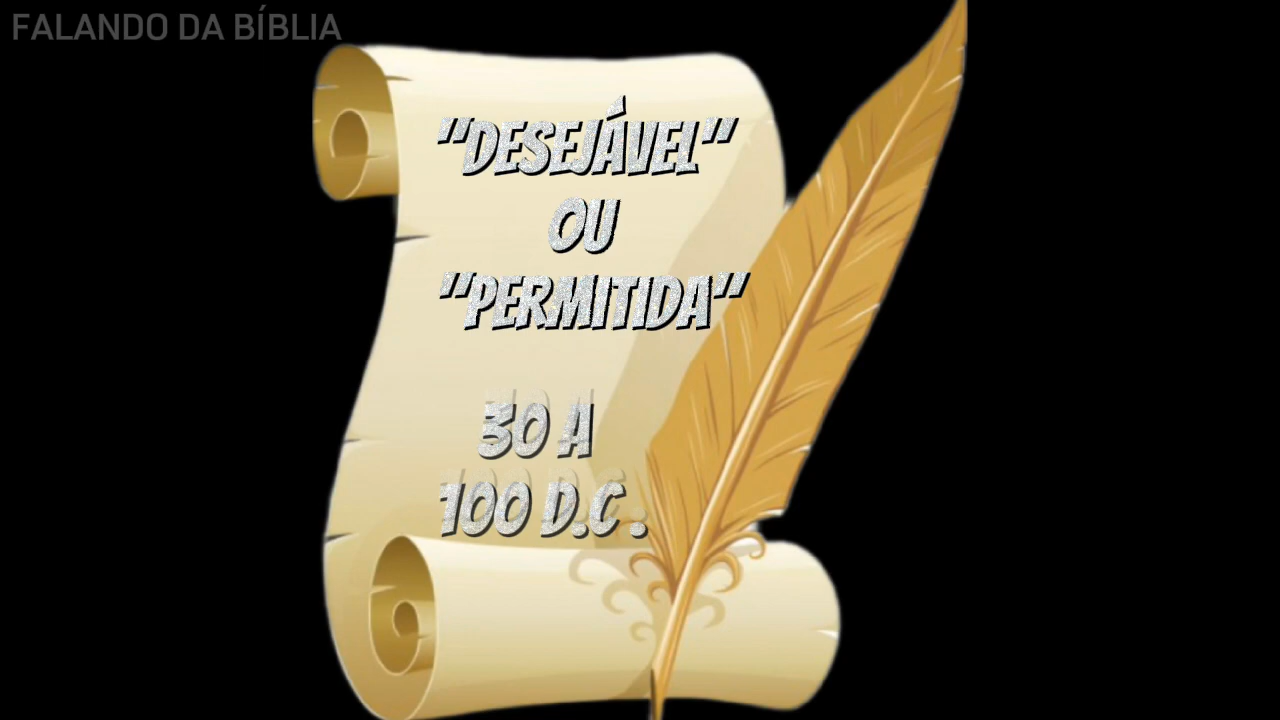 FALANDO DA BÍBLIA
"DESEJÁVEL"
OU
"PERMITIDA"
30 A
100 D.C.